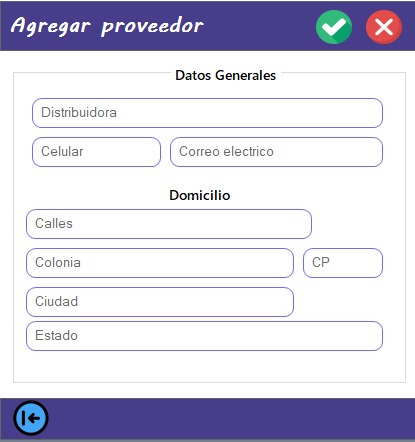 Agregar proveedor
Datos Generales
Distribuidora
Celular Correo electrico
Domicilio
Calles
Colonia CP
Ciudad
Estado